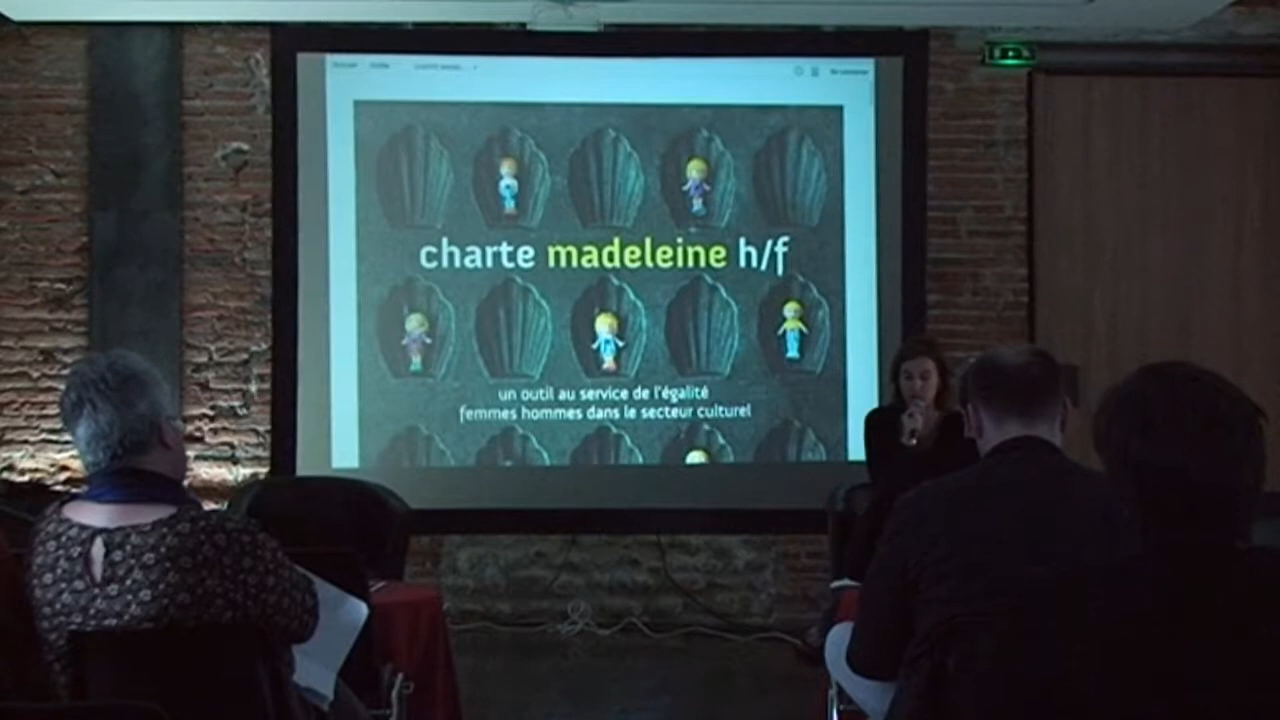 charte madeleine h/f
un outil au service de l'égalité
femmes hommes dans le secteur culturel